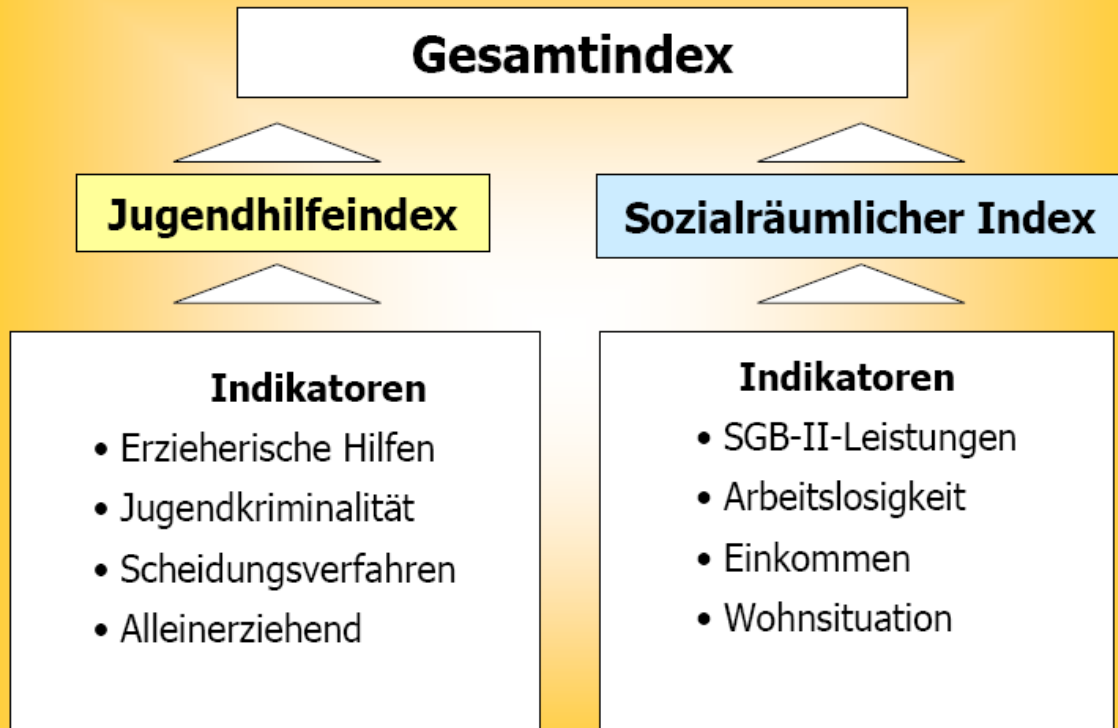 Gesamtindex
Jugendhilfeindex
Sozialräumlicher Index
Indikatoren
• Erzieherische Hilfen
• Jugendkriminalität
• Scheidungsverfahren
• Alleinerziehend
Indikatoren
• SGB-II-Leistungen
• Arbeitslosigkeit
• Einkommen
• Wohnsituation